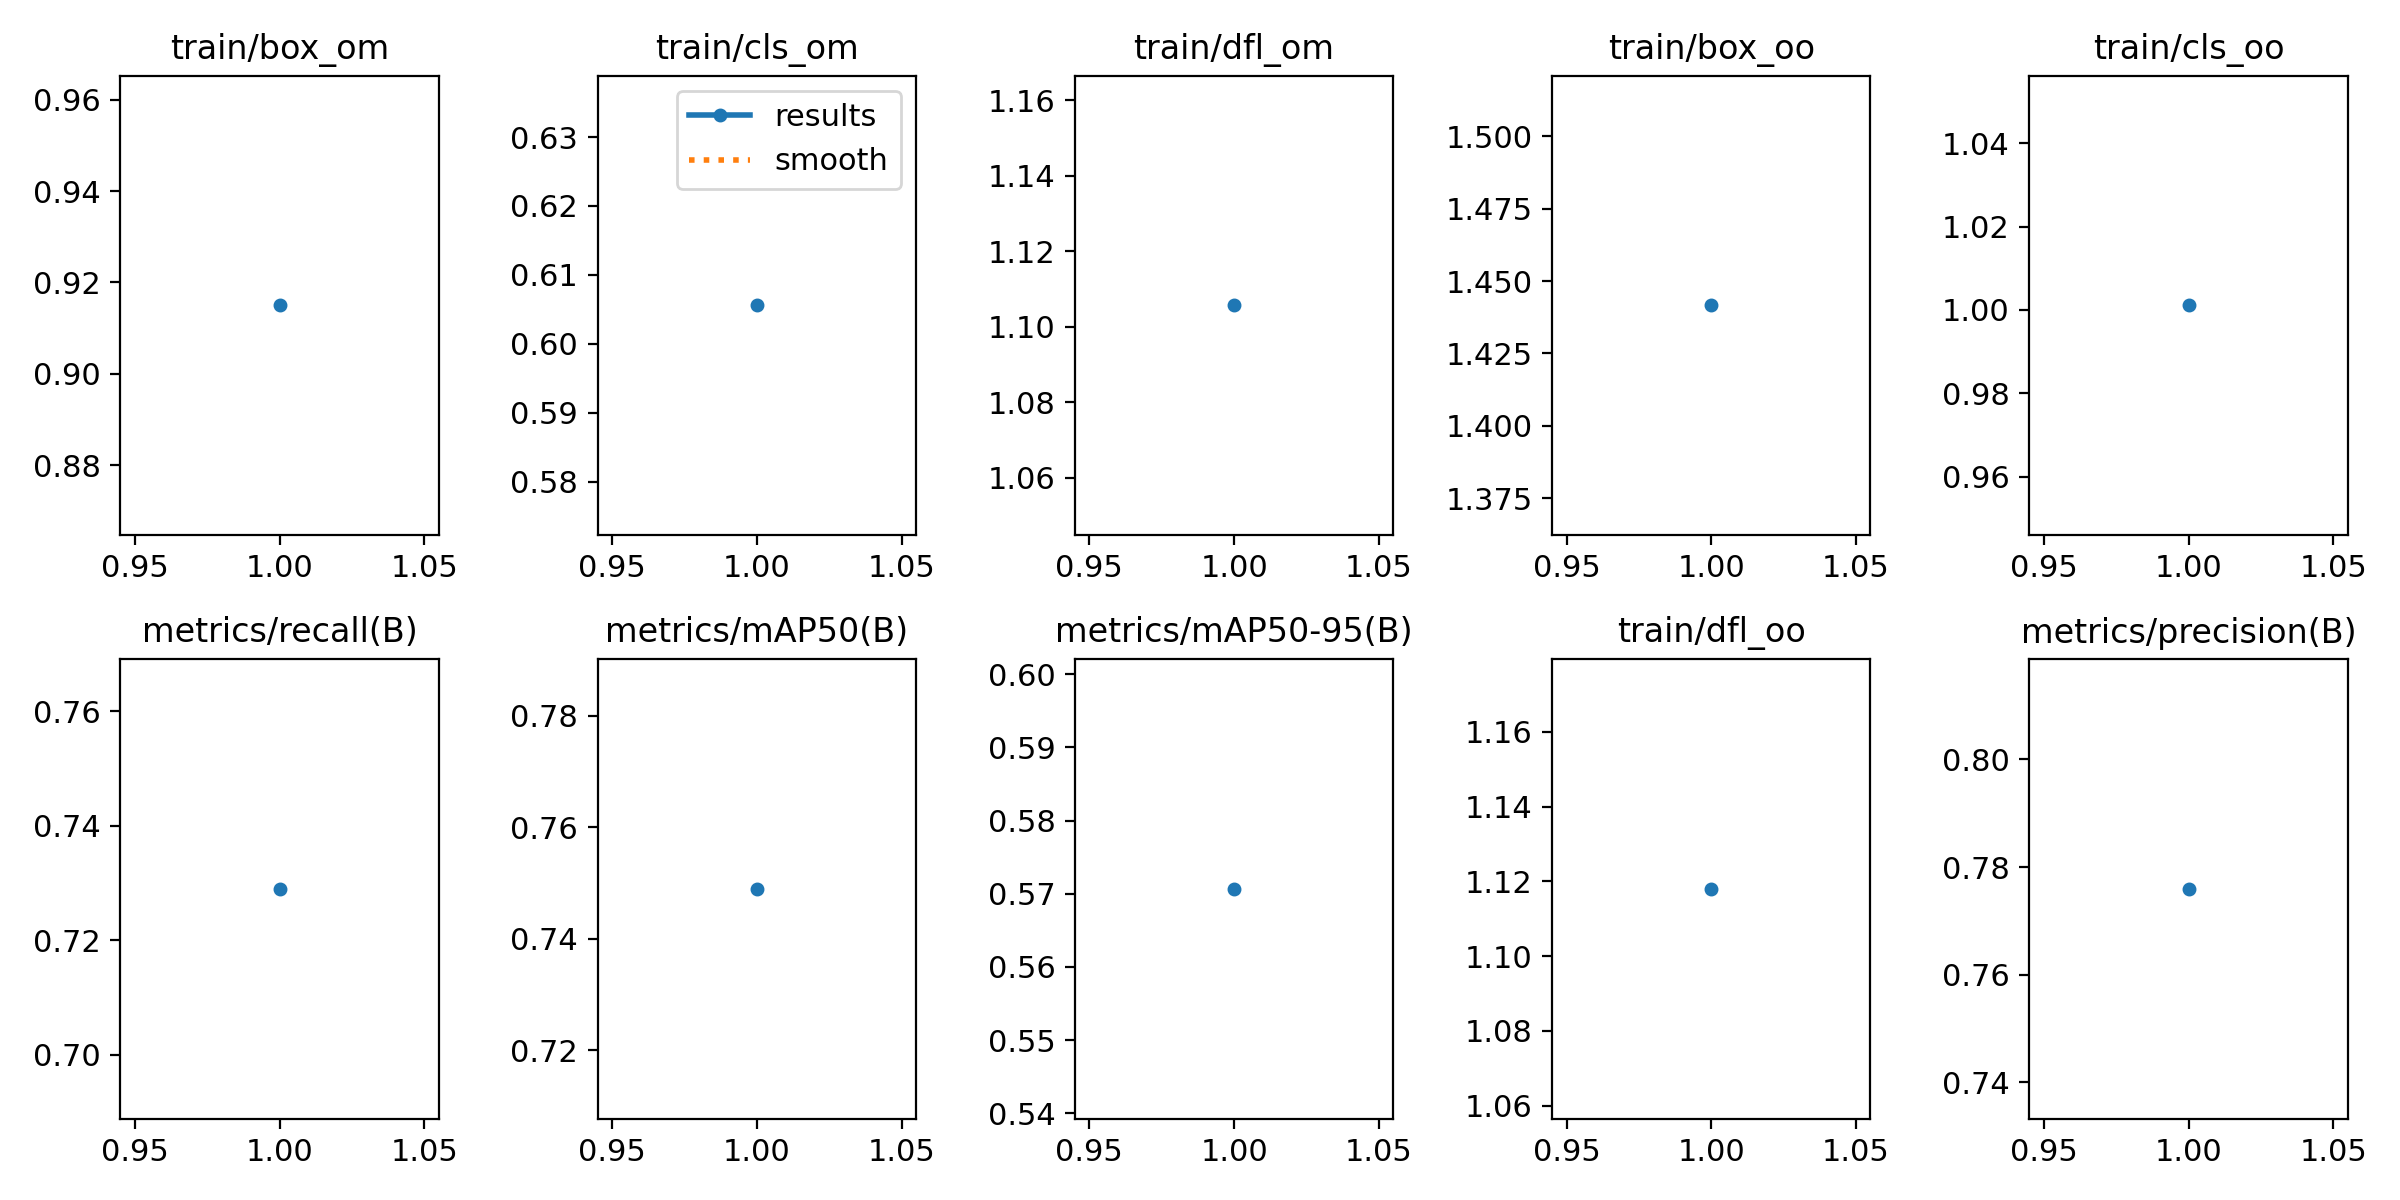 train/box_om
train/cls_om
train/dfl_om
train/box_oo
train/cls_oo
0.96
0.94
0.92
0.90
0.88
0.95 1.00 1.05
results
smooth
0.63
0.62
0.61
0.60
0.59
0.58
0.95 1.00 1.05
1.16
1.14
1.12
1.10
1.08
1.06
0.95 1.00 1.05
1.500
1.475
1.450
1.425
1.400
1.375
0.95 1.00 1.05
1.04
1.02
1.00
0.98
0.96
0.95 1.00 1.05
metrics/recall(B)
metrics/mAP50(B)
metrics/mAP50-95(B)
train/dfl_oo
metrics/precision(B)
0.76
0.74
0.72
0.70
0.95 1.00 1.05
0.78
0.76
0.74
0.72
0.95 1.00 1.05
0.60
0.59
0.58
0.57
0.56
0.55
0.54
0.95 1.00 1.05
1.16
1.14
1.12
1.10
1.08
1.06
0.95 1.00 1.05
0.80
0.78
0.76
0.74
0.95 1.00 1.05